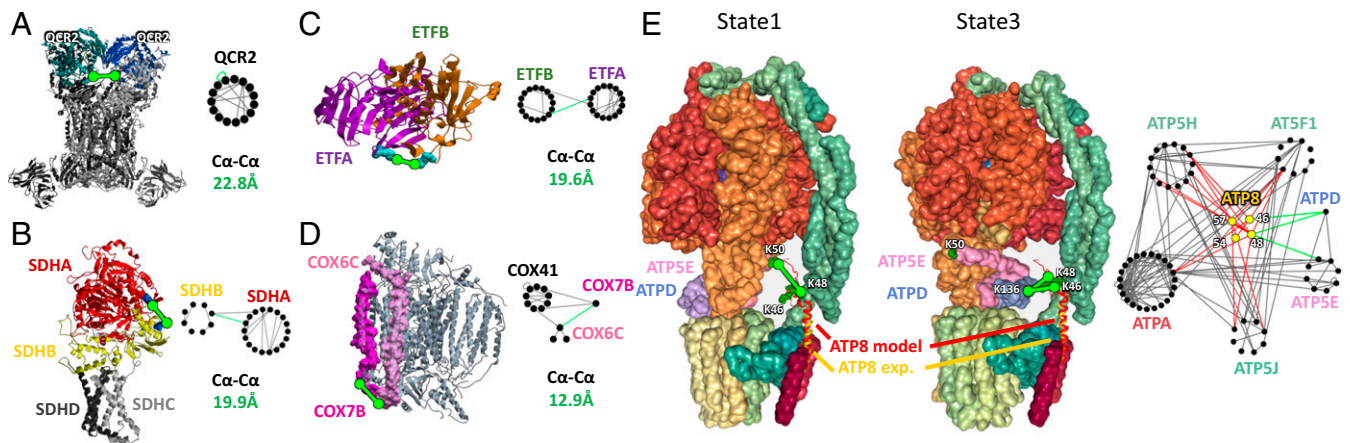 A
QCR2
QCR2
QCR2
Cα-Cα
22.8Å
B
SDHA
SDHB
SDHD
SDHC
SDHB
SDHA
Cα-Cα
19.9Å
C
ETFB
ETFA
ETFB
ETFA
Cα-Cα
19.6Å
D
COX6C
COX7B
COX41
COX7B
COX6C
Cα-Cα
12.9Å
E
State1
State3
K50
K48
K46
ATP5E
ATPD
K50
ATP5E
ATPD
K136
K48
K46
ATP8 model
ATP8 exp.
ATP5H
AT5F1
ATP8
ATPD
57
46
54
48
ATP5E
ATPA
ATP5J